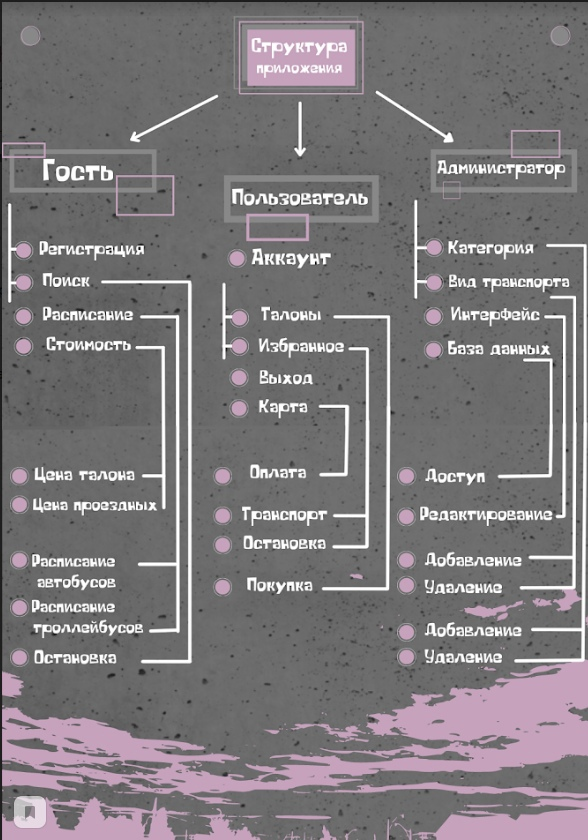 Структура
приложения
Гость
Регистрация
Поиск
Расписание
Стоимость
Цена талона
Цена проездных
Расписание
автобусов
Расписание
троллейбусов
Остановка
Пользователь
Аккаунт
Талоны
Избранное
Выход
Карта
Оплата
Транспорт
Остановка
Покупка
Администратор
Категория
Вид транспорта
Интерфейс
База данных
Доступ
Редактирование
Добавление
Удаление
Добавление
Удаление